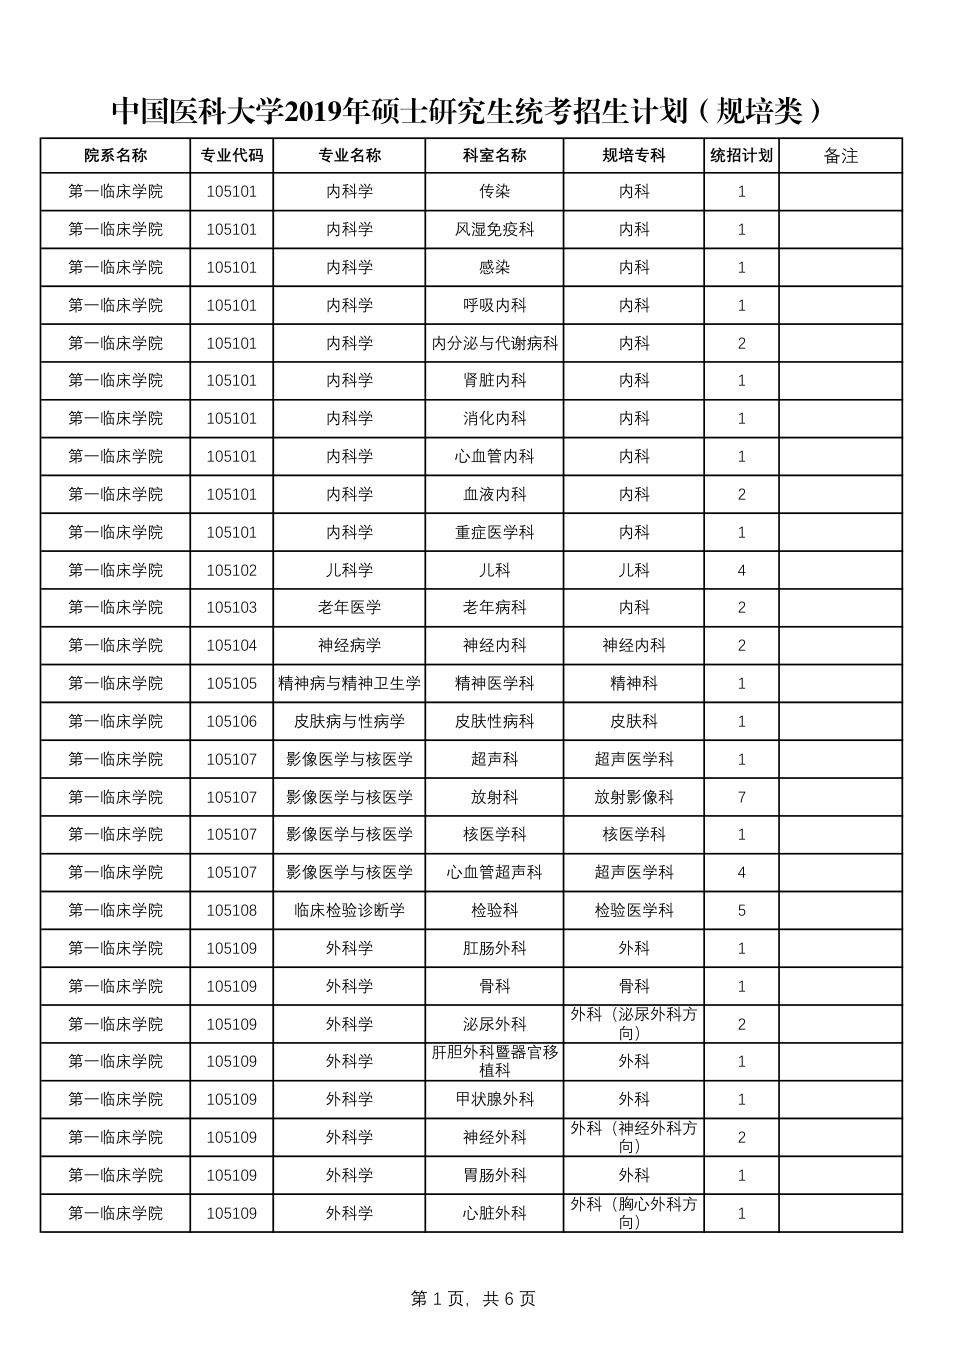 中国医科大学2019年硕士研究生统考招生计划（规培类）
院系名称 专业代码 专业名称 科室名称 规培专科 统招计划 备注
第一临床学院 105101 内科学 传染 内科 1
第一临床学院 105101 内科学 风湿免疫科 内科 1
第一临床学院 105101 内科学 感染 内科 1
第一临床学院 105101 内科学 呼吸内科 内科 1
第一临床学院 105101 内科学 内分泌与代谢病科 内科 2
第一临床学院 105101 内科学 肾脏内科 内科 1
第一临床学院 105101 内科学 消化内科 内科 1
第一临床学院 105101 内科学 心血管内科 内科 1
第一临床学院 105101 内科学 血液内科 内科 2
第一临床学院 105101 内科学 重症医学科 内科 1
第一临床学院 105102 儿科学 儿科 儿科 4
第一临床学院 105103 老年医学 老年病科 内科 2
第一临床学院 105104 神经病学 神经内科 神经内科 2
第一临床学院 105105 精神病与精神卫生学 精神医学科 精神科 1
第一临床学院 105106 皮肤病与性病学 皮肤性病科 皮肤科 1
第一临床学院 105107 影像医学与核医学 超声科 超声医学科 1
第一临床学院 105107 影像医学与核医学 放射科 放射影像科 7
第一临床学院 105107 影像医学与核医学 核医学科 核医学科 1
第一临床学院 105107 影像医学与核医学 心血管超声科 超声医学科 4
第一临床学院 105108 临床检验诊断学 检验科 检验医学科 5
第一临床学院 105109 外科学 肛肠外科 外科 1
第一临床学院 105109 外科学 骨科 骨科 1
第一临床学院 105109 外科学 泌尿外科 外科（泌尿外科方
向） 2
第一临床学院 105109 外科学 肝胆外科暨器官移
植科 外科 1
第一临床学院 105109 外科学 甲状腺外科 外科 1
第一临床学院 105109 外科学 神经外科 外科（神经外科方
向） 2
第一临床学院 105109 外科学 胃肠外科 外科 1
第一临床学院 105109 外科学 心脏外科 外科（胸心外科方
向） 1
第 1 页，共 6 页